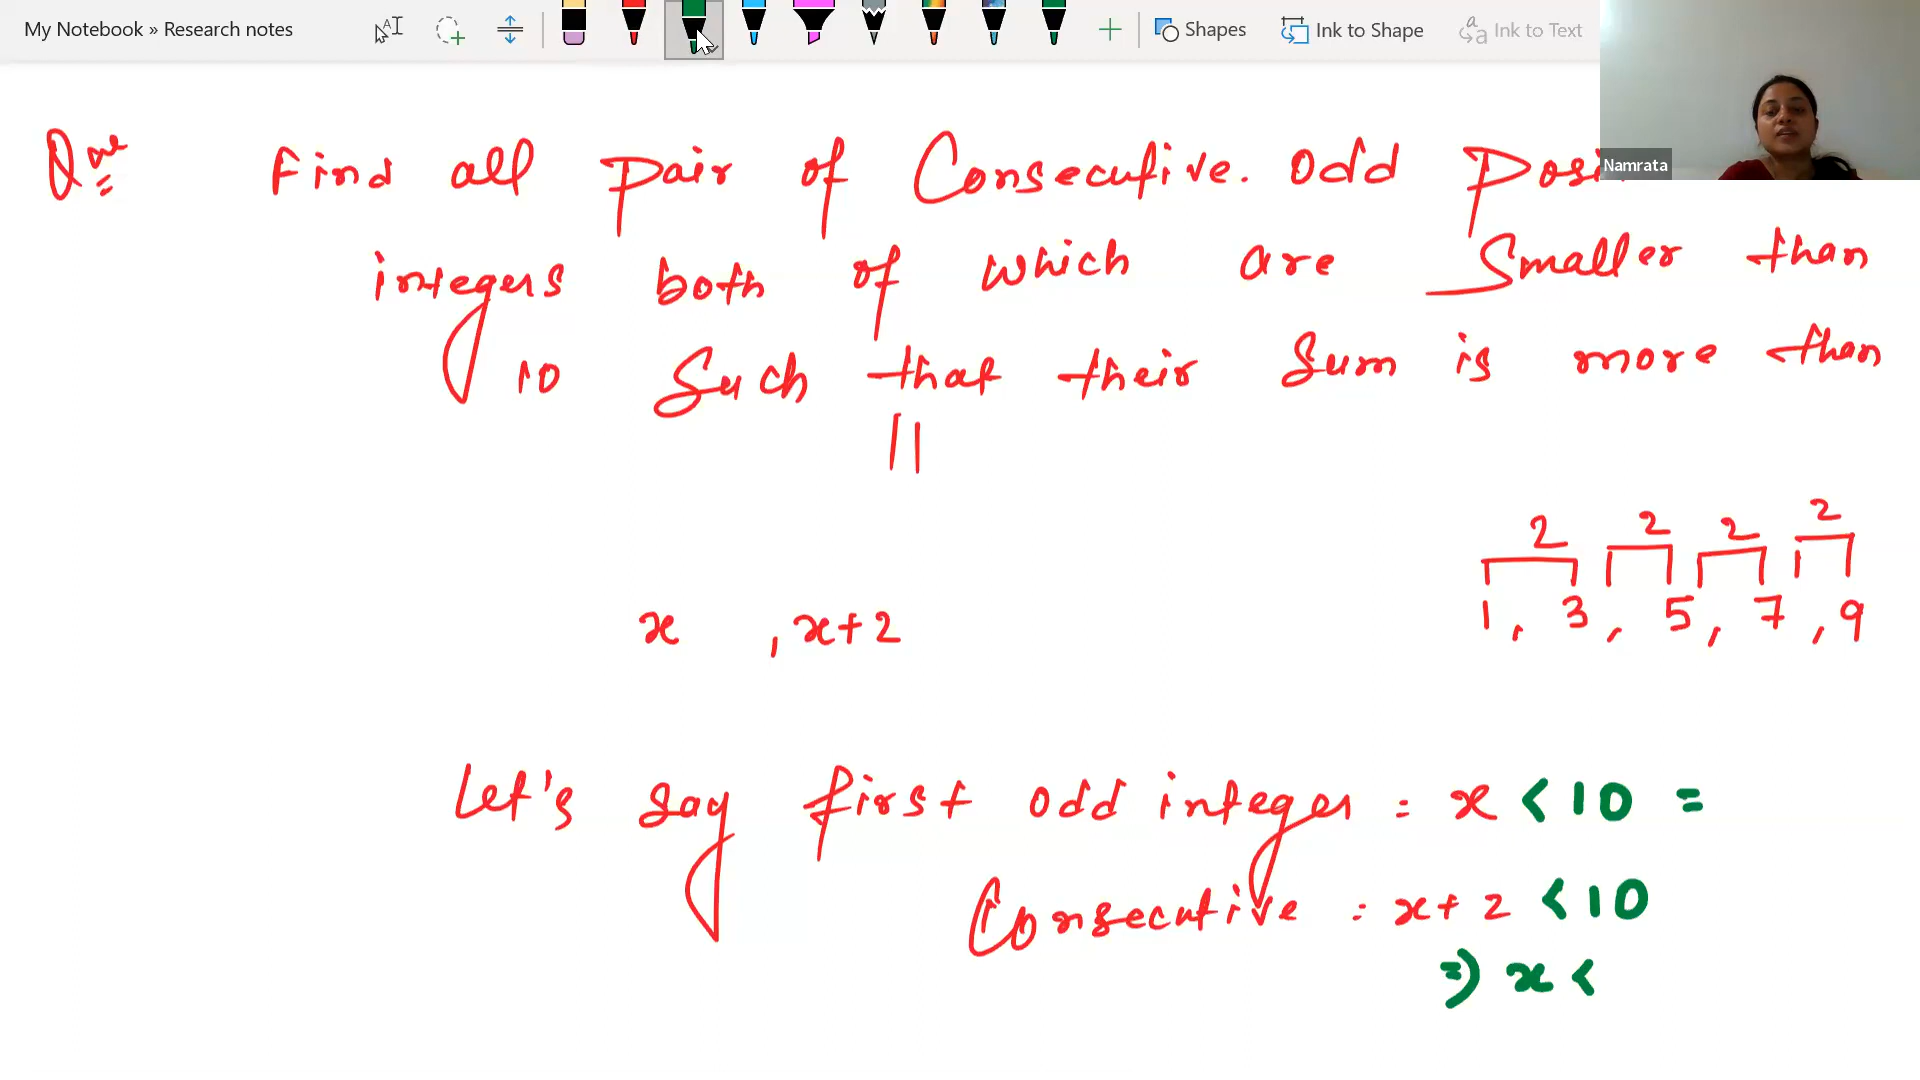 My Notebook » Research notes
Shapes
Ink to Shape
Ink to Text
Namrata
Que Find all pair of Consecutive. odd Posi
integers both of which are Smaller than
10 Such that their Sum is more than
11
2 2 2 2
1, 3, 5, 7, 9
x , x+2
Let's say first odd integer : x < 10 =
Consecutive : x+2 < 10
⇒ x <